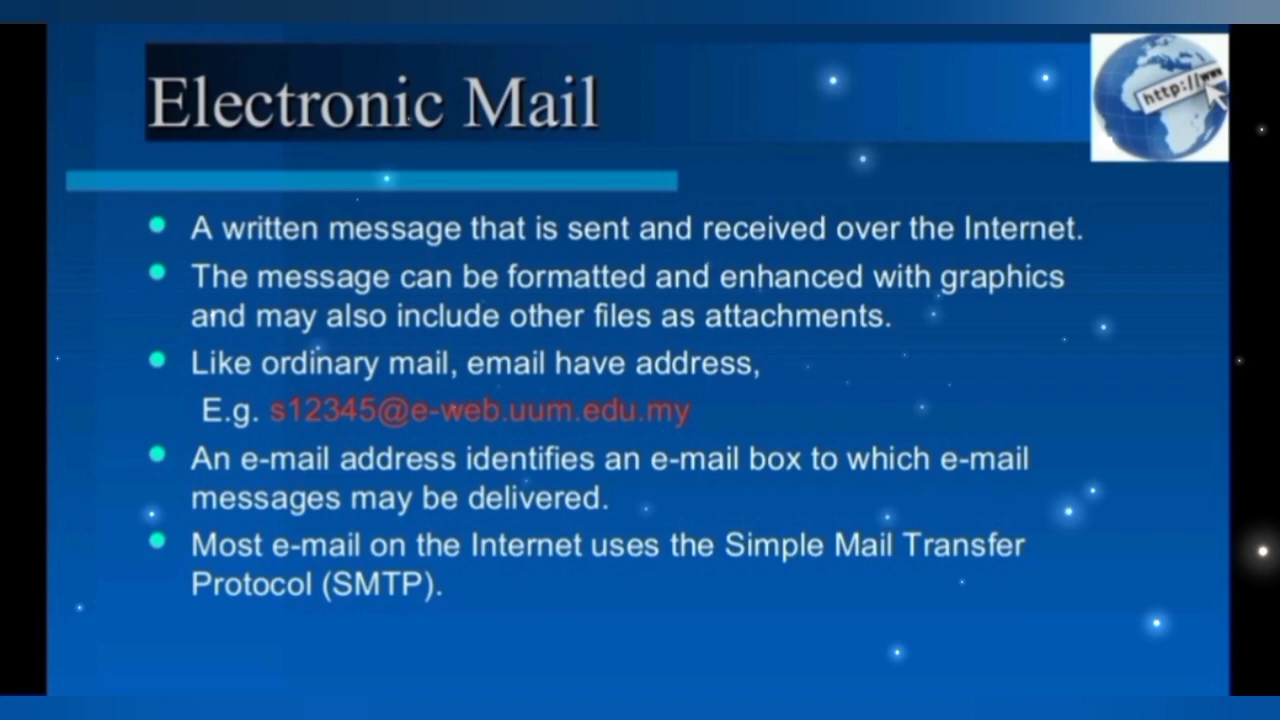 Electronic Mail
http://www
A written message that is sent and received over the Internet.
The message can be formatted and enhanced with graphics
and may also include other files as attachments.
Like ordinary mail, email have address,
E.g. s12345@e-web.uum.edu.my
An e-mail address identifies an e-mail box to which e-mail
messages may be delivered.
Most e-mail on the Internet uses the Simple Mail Transfer
Protocol (SMTP).